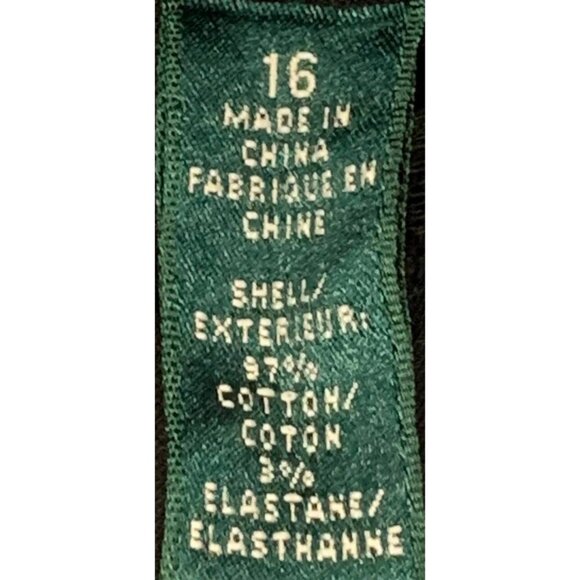 16
MADE IN
CHINA
FABRIQUE EN
CHINE
SHELL/
EXTERIEUR:
97%
COTTON/
COTON
3%
ELASTANE/
ELASTHANNE